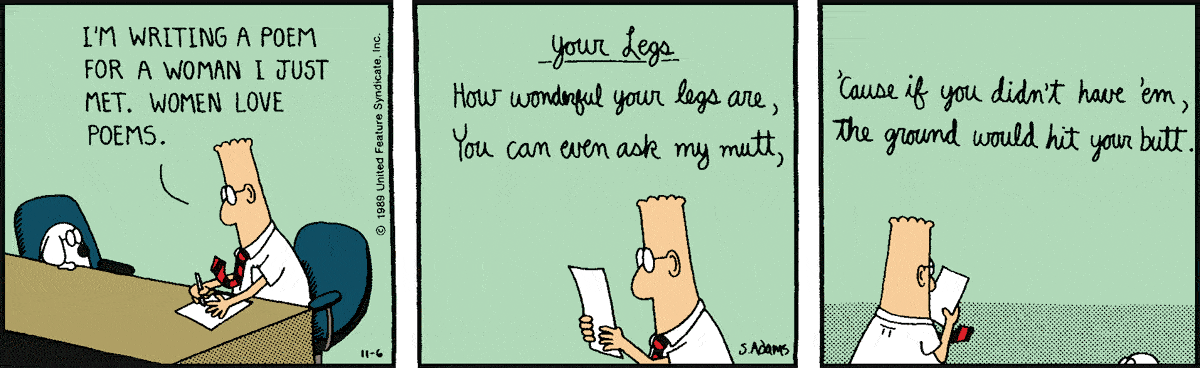 I'M WRITING A POEM
FOR A WOMAN I JUST
MET. WOMEN LOVE
POEMS.
© 1989 United Feature Syndicate, Inc.
11-6
Your Legs
How wonderful your legs are,
You can even ask my mutt,
S. ADAMS
'Cause if you didn't have 'em,
The ground would hit your butt.